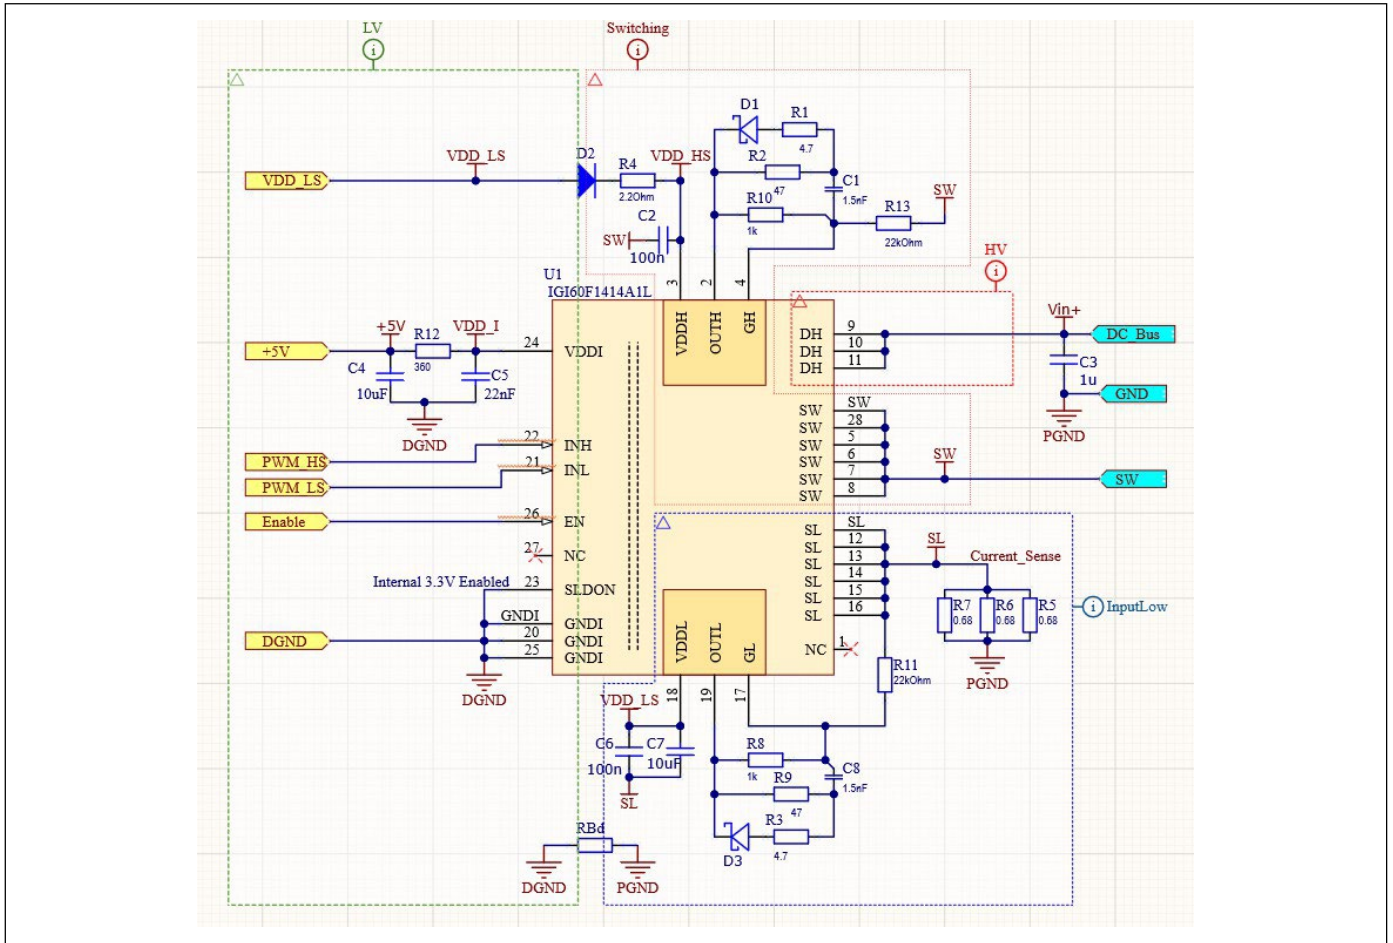 LV
Switching
D1
R1
4.7
VDD_LS
D2
R4
VDD_HS
R2
47
C1
1.5nF
VDD_LS
2.2Ohm
C2
SW
100n
R10
1k
R13
22kOhm
SW
HV
U1
IGI60F1414A1L
3
2
4
VDDH
OUTH
GH
+5V
R12
VDD_I
+5V
360
24
VDDI
C4
10uF
C5
22nF
DGND
DH
9
DH
10
DH
11
Vin+
DC_Bus
C3
1u
GND
PGND
SW
SW
SW
28
SW
5
SW
6
SW
7
SW
8
SW
SW
PWM_HS
22
INH
PWM_LS
21
INL
Enable
26
EN
27
NC
Internal 3.3V Enabled
23
SLDON
GNDI
GNDI
DGND
20
GNDI
25
GNDI
DGND
SL
SL
SL
12
SL
13
SL
14
SL
15
SL
16
NC
1
SL
Current_Sense
R7
0.68
R6
0.68
R5
0.68
PGND
InputLow
R11
22kOhm
VDDL
OUTL
GL
18
19
17
VDD_LS
C6
100n
C7
10uF
SL
R8
1k
C8
1.5nF
R9
47
R3
4.7
D3
RBd
DGND
PGND